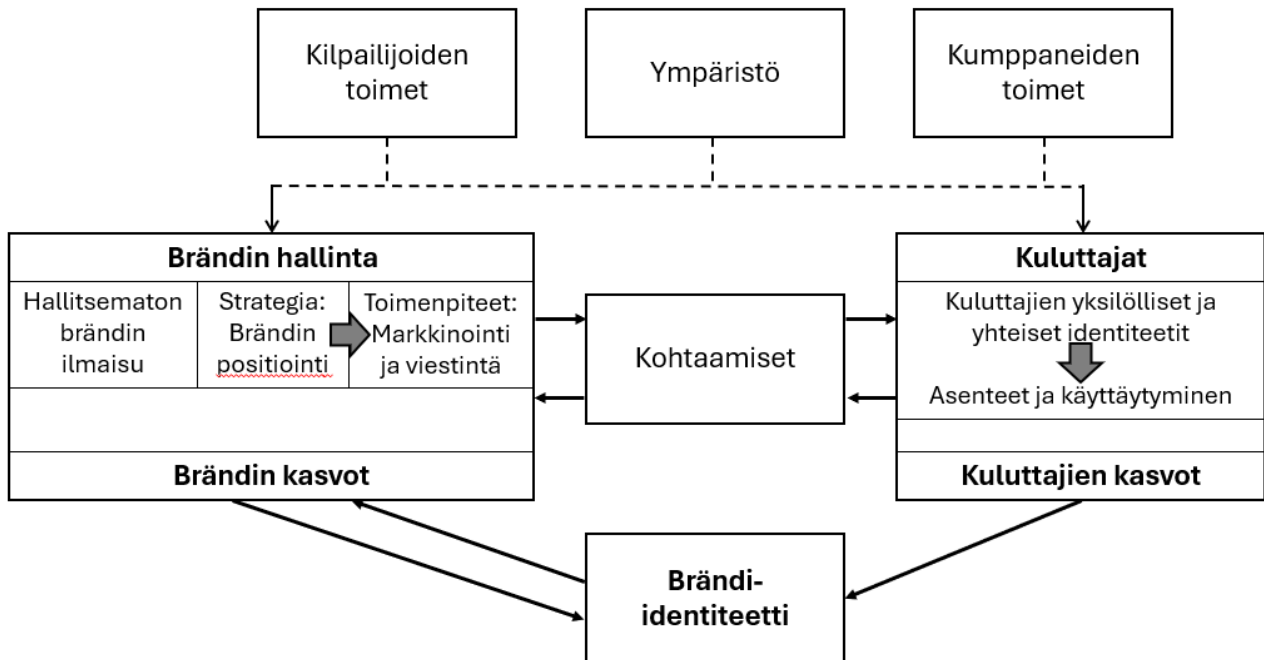 Kilpailijoiden
toimet
Ympäristö
Kumppaneiden
toimet
Brändin hallinta
Hallitsematon
brändin
ilmaisu
Strategia:
Brändin
positiointi
Toimenpiteet:
Markkinointi
ja viestintä
Brändin kasvot
Kohtaamiset
Kuluttajat
Kuluttajien yksilölliset ja
yhteiset identiteetit
Asenteet ja käyttäytyminen
Kuluttajien kasvot
Brändi-
identiteetti